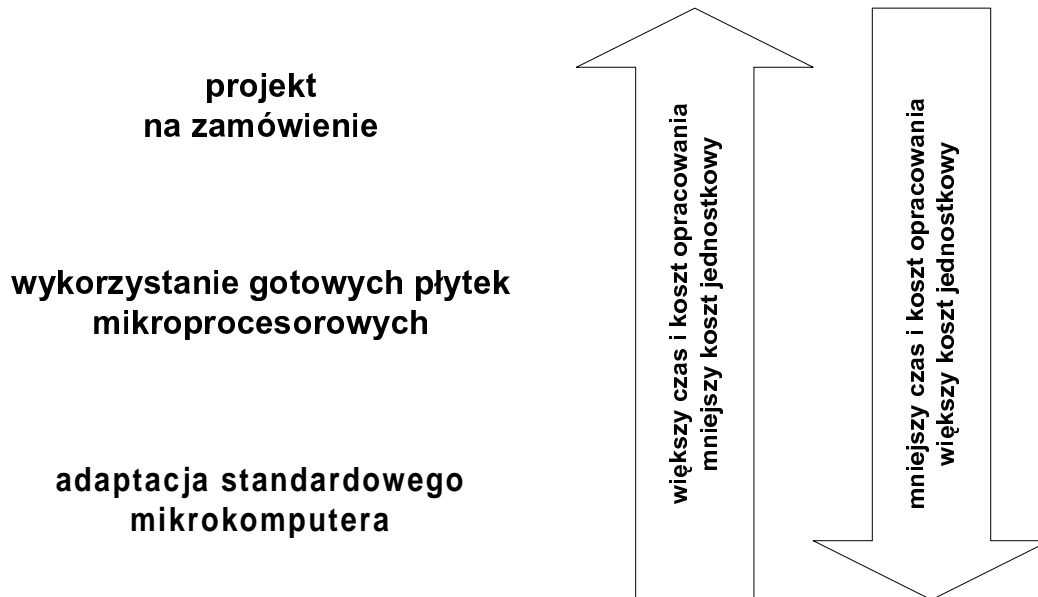 projekt
na zamówienie
wykorzystanie gotowych płytek
mikroprocesorowych
adaptacja standardowego
mikrokomputera
większy czas i koszt opracowania
mniejszy koszt jednostkowy
mniejszy czas i koszt opracowania
większy koszt jednostkowy